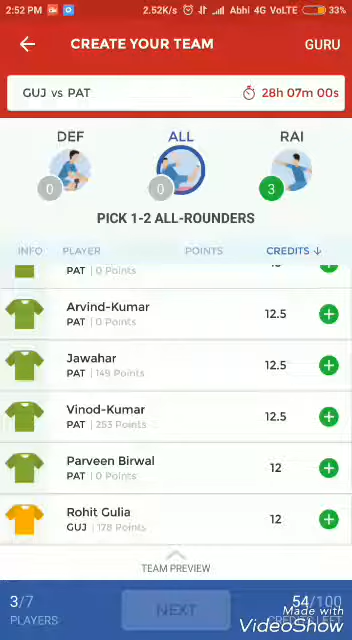 2:52 PM 2.52K/s Abhi 4G VoLTE 33%
CREATE YOUR TEAM GURU
GUJ vs PAT 28h 07m 00s
DEF ALL RAI
0 0 3
PICK 1-2 ALL-ROUNDERS
INFO PLAYER POINTS CREDITS ↓
PAT | 0 Points
Arvind-Kumar
PAT | 0 Points 12.5
Jawahar
PAT | 149 Points 12.5
Vinod-Kumar
PAT | 253 Points 12.5
Parveen Birwal
PAT | 0 Points 12
Rohit Gulia
GUJ | 178 Points 12
TEAM PREVIEW
3/7 NEXT 54/100
PLAYERS CREDITS LEFT
Made with
VideoShow